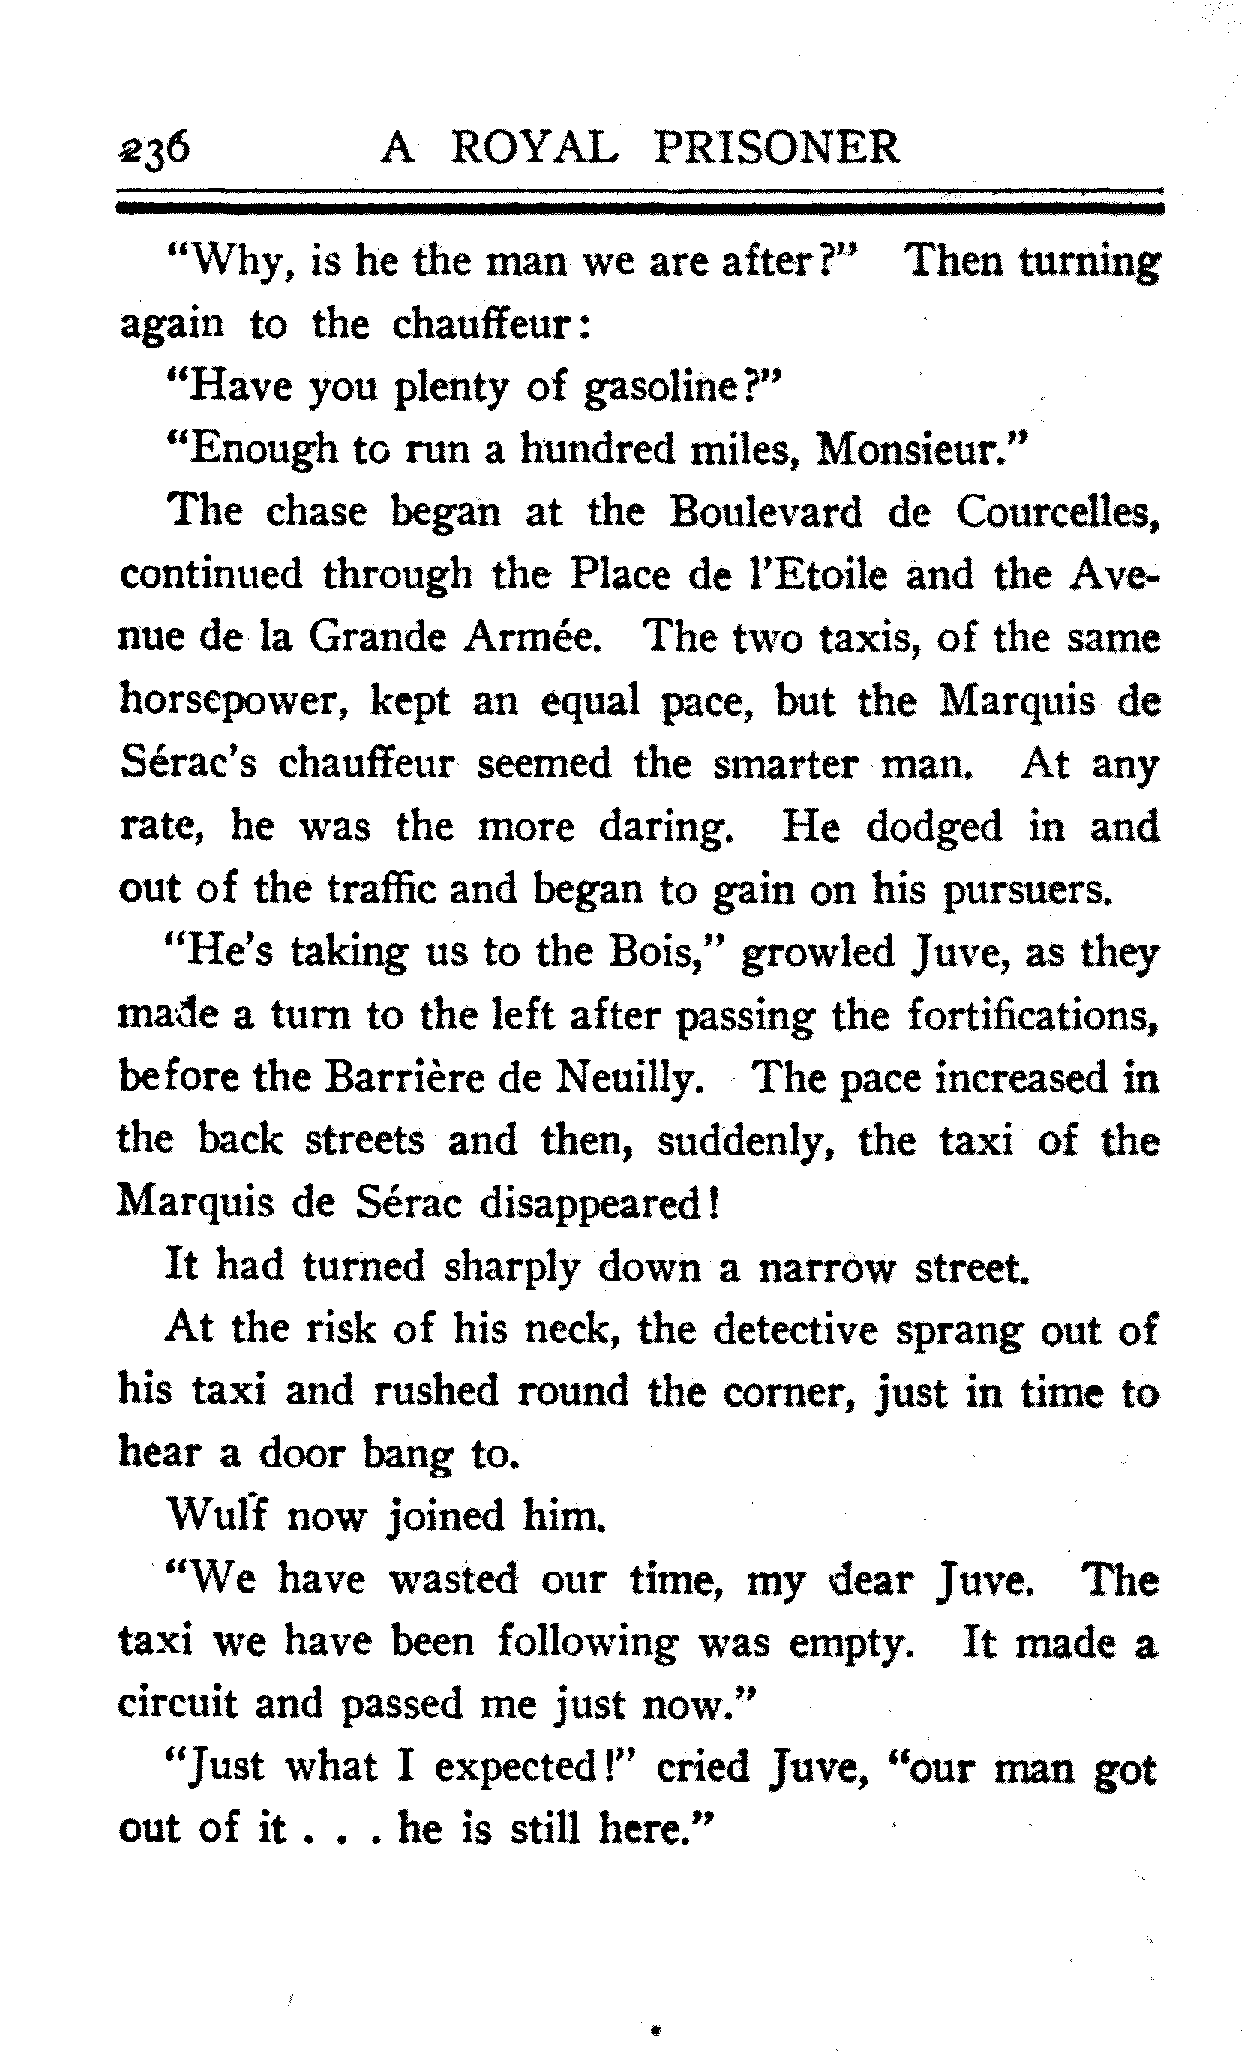 236 A ROYAL PRISONER
“Why, is he the man we are after?” Then turning
again to the chauffeur:
“Have you plenty of gasoline?”
“Enough to run a hundred miles, Monsieur.”
The chase began at the Boulevard de Courcelles,
continued through the Place de l’Etoile and the Ave-
nue de la Grande Armée. The two taxis, of the same
horsepower, kept an equal pace, but the Marquis de
Sérac’s chauffeur seemed the smarter man. At any
rate, he was the more daring. He dodged in and
out of the traffic and began to gain on his pursuers.
“He’s taking us to the Bois,” growled Juve, as they
made a turn to the left after passing the fortifications,
before the Barrière de Neuilly. The pace increased in
the back streets and then, suddenly, the taxi of the
Marquis de Sérac disappeared!
It had turned sharply down a narrow street.
At the risk of his neck, the detective sprang out of
his taxi and rushed round the corner, just in time to
hear a door bang to.
Wulf now joined him.
“We have wasted our time, my dear Juve. The
taxi we have been following was empty. It made a
circuit and passed me just now.”
“Just what I expected!” cried Juve, “our man got
out of it . . . he is still here.”